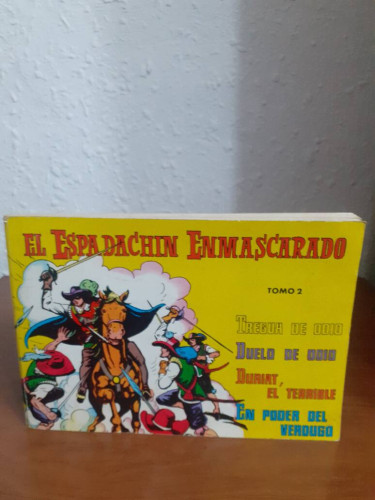 EL ESPADACHIN ENMASCARADO
TOMO 2
TREGUA DE ODIO
DUELO DE ODIO
DURIAT,
EL TERRIBLE
EN PODER DEL
VERDUGO